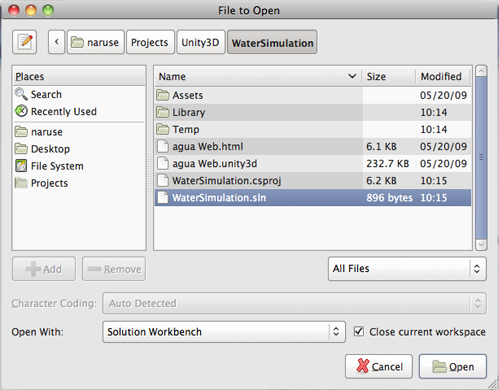 File to Open
naruse Projects Unity3D WaterSimulation
Places
Search
Recently Used
naruse
Desktop
File System
Projects
Name Size Modified
Assets 05/20/09
Library 10:14
Temp 10:14
agua Web.html 6.1 KB 05/20/09
agua Web.unity3d 232.7 KB 05/20/09
WaterSimulation.csproj 6.2 KB 10:15
WaterSimulation.sln 896 bytes 10:15
Add Remove All Files
Character Coding: Auto Detected
Open With: Solution Workbench Close current workspace
Cancel Open